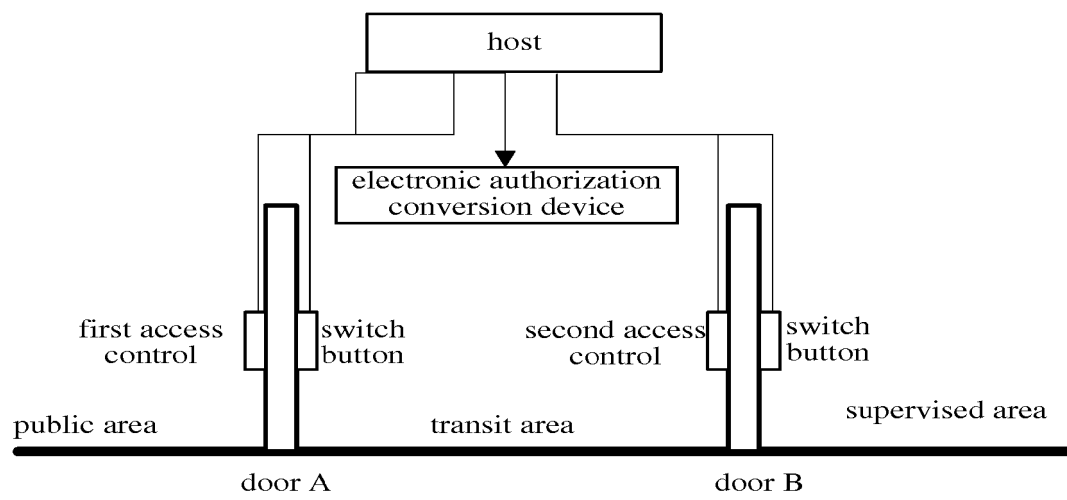 host
electronic authorization
conversion device
first access
control
switch
button
second access
control
switch
button
public area
transit area
supervised area
door A
door B